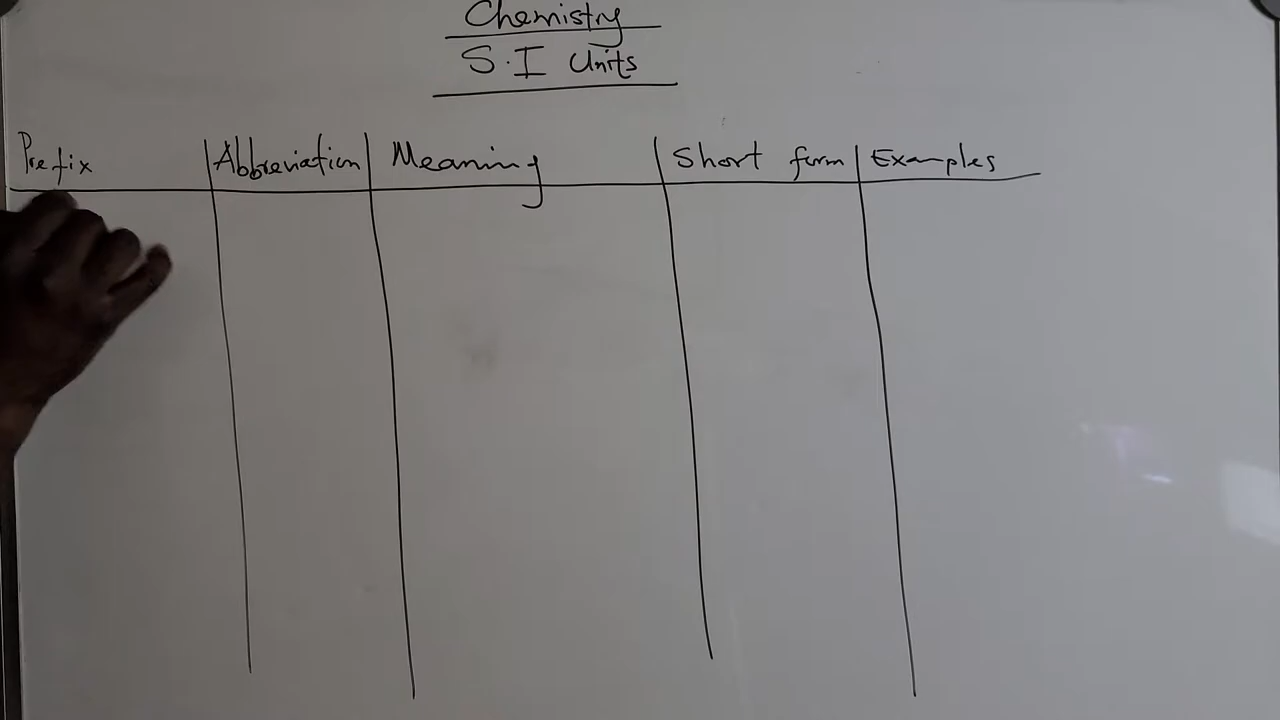 Chemistry
S.I Units
Prefix Abbreviation Meaning Short form Examples